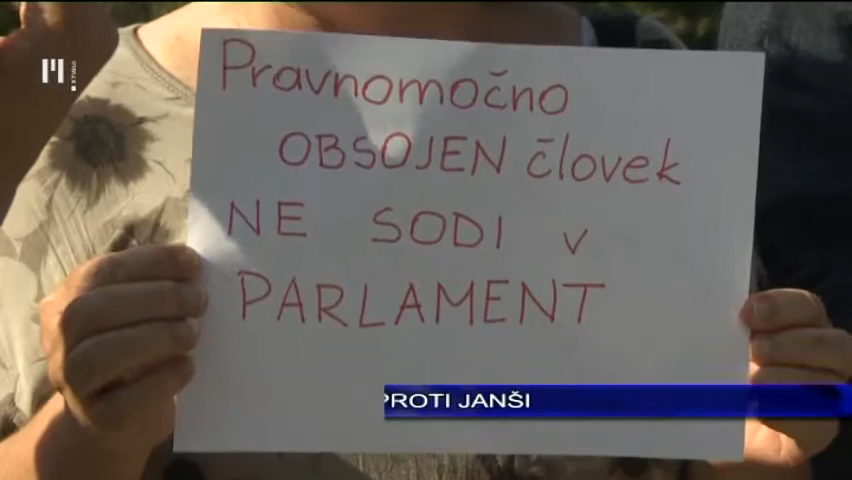 Pravnomočno
OBSOJEN človek
NE SODI v
PARLAMENT
PROTI JANŠI